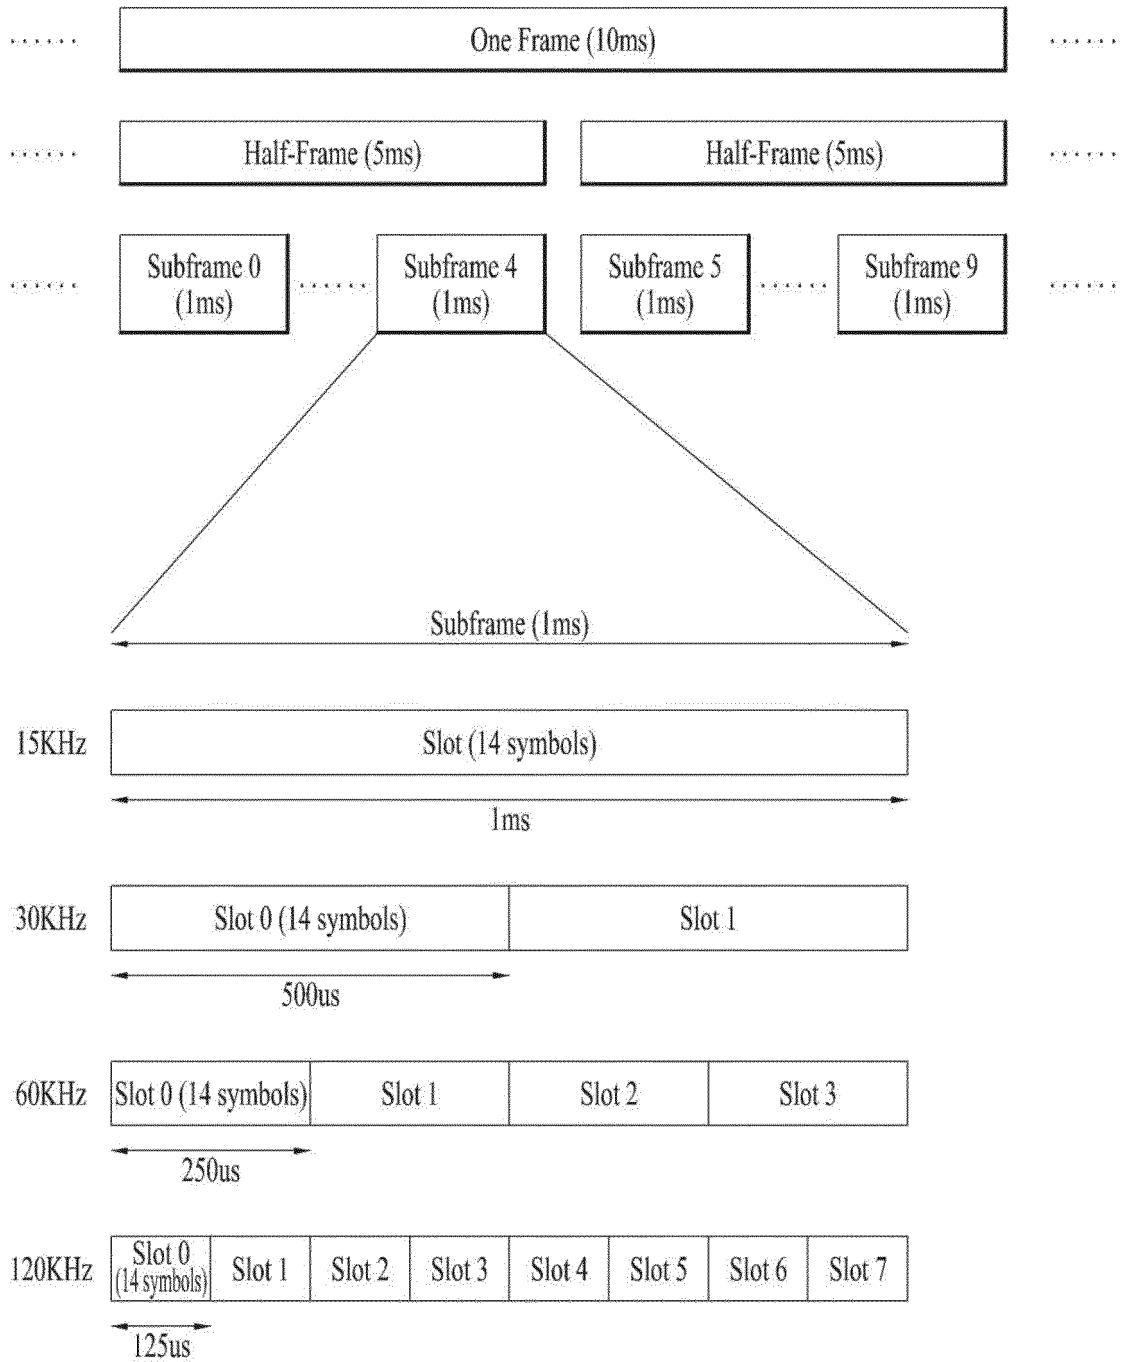 One Frame (10ms)
Half-Frame (5ms)
Half-Frame (5ms)
Subframe 0
(1ms)
Subframe 4
(1ms)
Subframe 5
(1ms)
Subframe 9
(1ms)
Subframe (1ms)
15KHz
Slot (14 symbols)
1ms
30KHz
Slot 0 (14 symbols)
Slot 1
500us
60KHz
Slot 0 (14 symbols)
Slot 1
Slot 2
Slot 3
250us
120KHz
Slot 0
(14 symbols)
Slot 1
Slot 2
Slot 3
Slot 4
Slot 5
Slot 6
Slot 7
125us